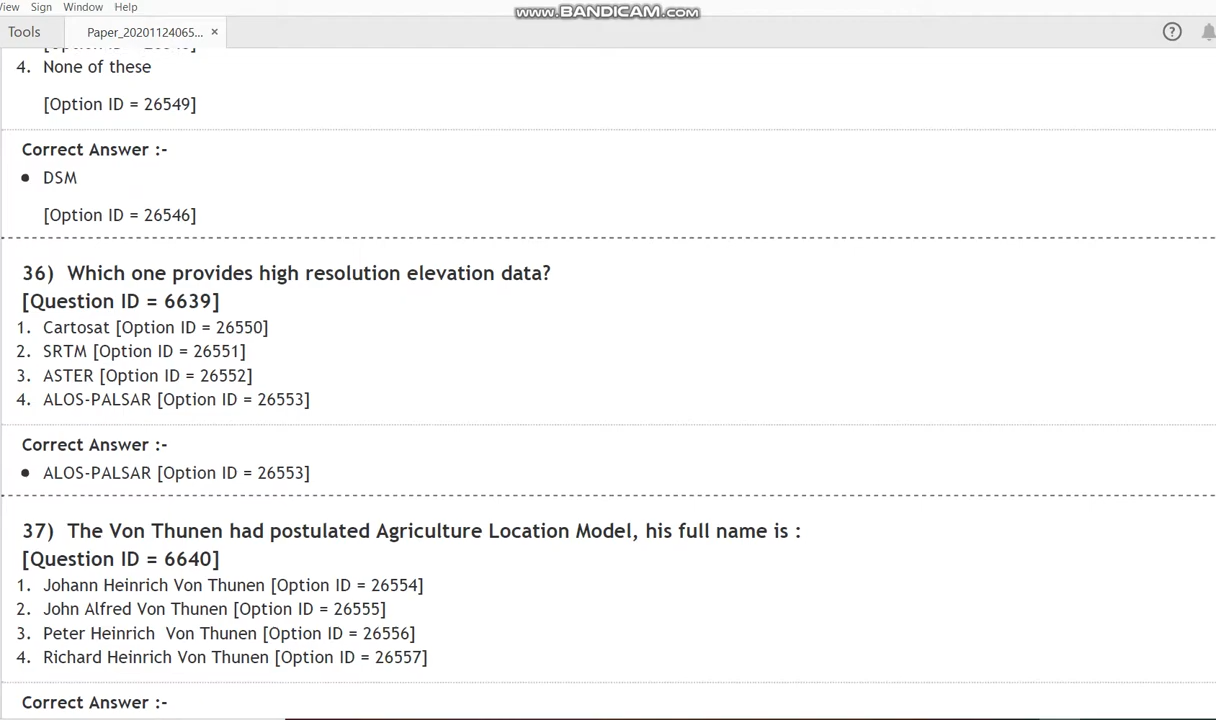 View Sign Window Help
www.BANDICAM.com
Tools Paper_20201124065... ×
4. None of these
[Option ID = 26549]
Correct Answer :-
● DSM
[Option ID = 26546]
36) Which one provides high resolution elevation data?
[Question ID = 6639]
1. Cartosat [Option ID = 26550]
2. SRTM [Option ID = 26551]
3. ASTER [Option ID = 26552]
4. ALOS-PALSAR [Option ID = 26553]
Correct Answer :-
● ALOS-PALSAR [Option ID = 26553]
37) The Von Thunen had postulated Agriculture Location Model, his full name is :
[Question ID = 6640]
1. Johann Heinrich Von Thunen [Option ID = 26554]
2. John Alfred Von Thunen [Option ID = 26555]
3. Peter Heinrich Von Thunen [Option ID = 26556]
4. Richard Heinrich Von Thunen [Option ID = 26557]
Correct Answer :-